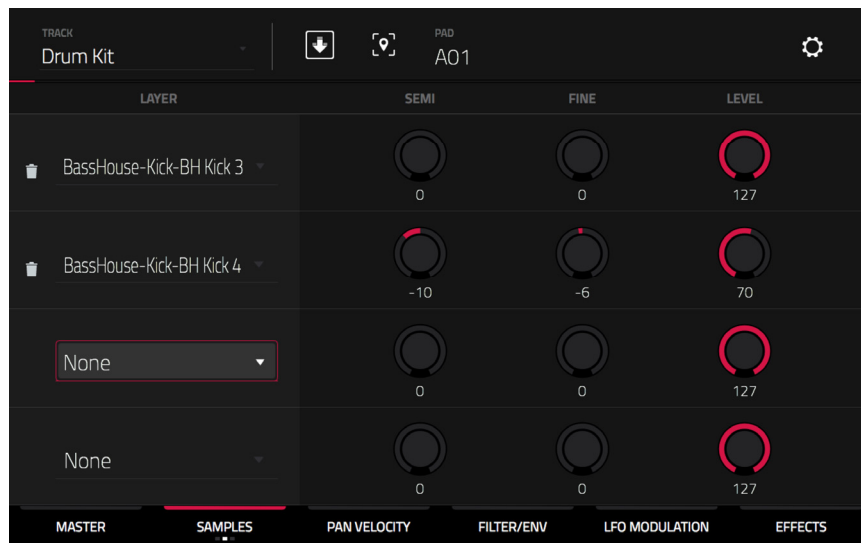 TRACK
Drum Kit
PAD
A01
LAYER SEMI FINE LEVEL
BassHouse-Kick-BH Kick 3
0 0 127
BassHouse-Kick-BH Kick 4
-10 -6 70
None
0 0 127
None
0 0 127
MASTER SAMPLES PAN VELOCITY FILTER/ENV LFO MODULATION EFFECTS